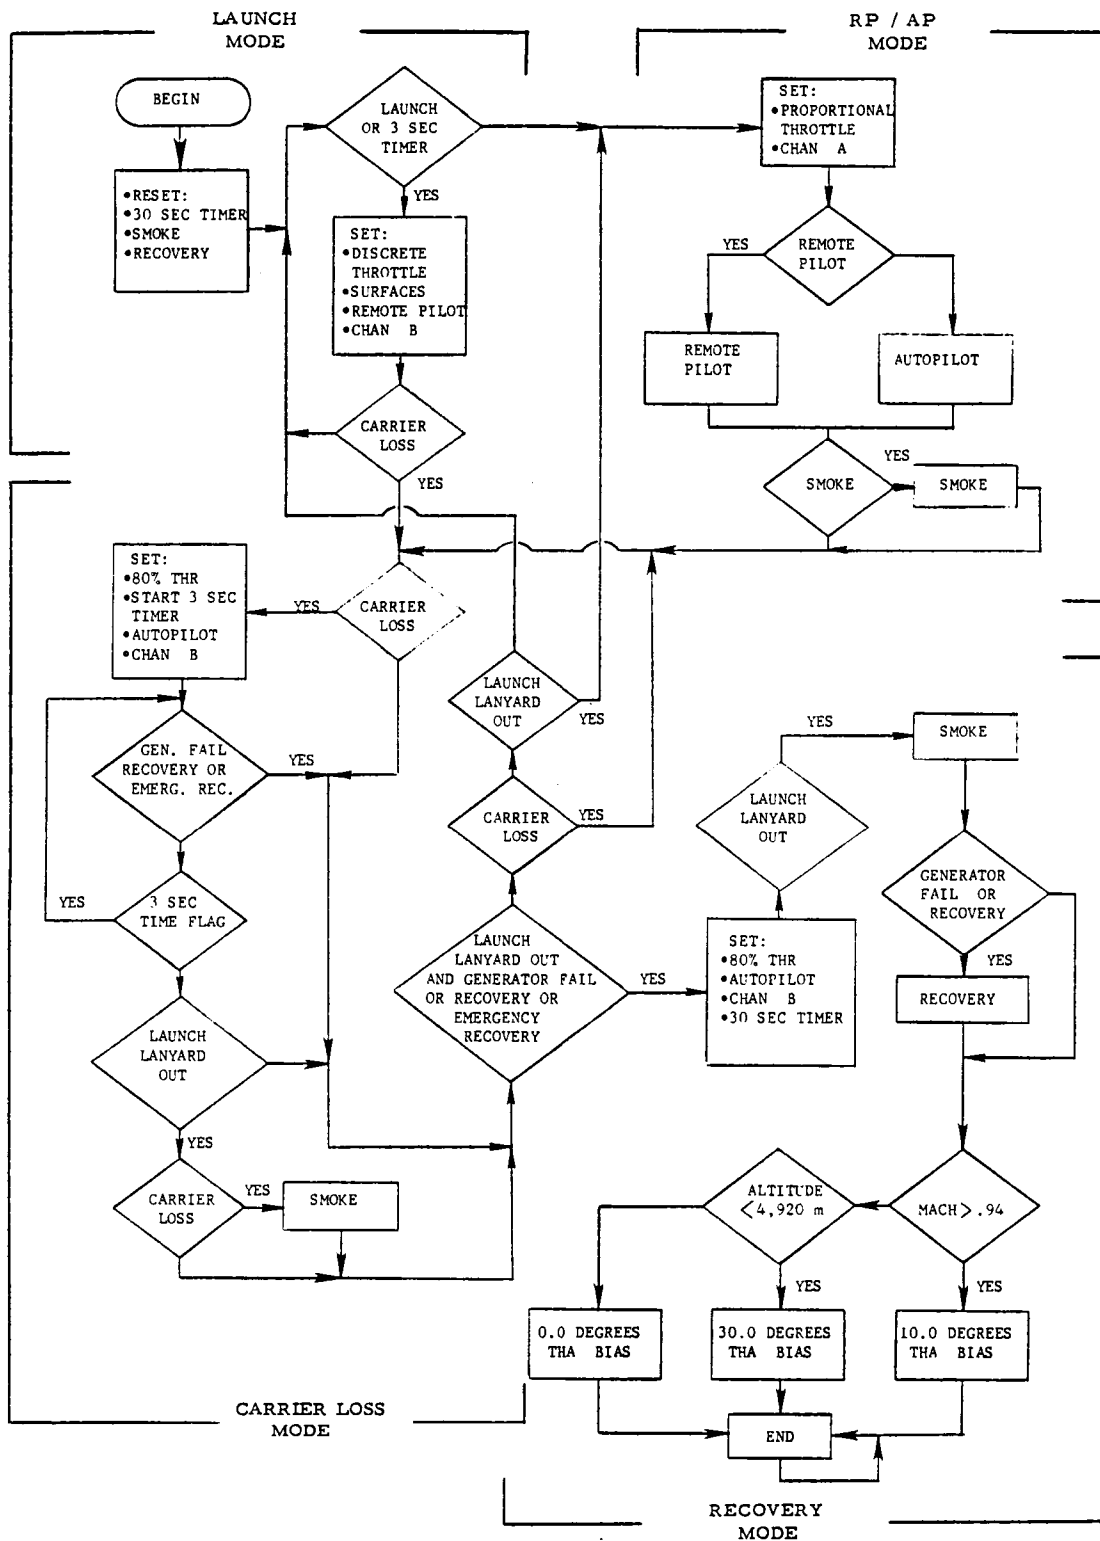 LAUNCH
MODE
RP / AP
MODE
BEGIN
•RESET:
•30 SEC TIMER
•SMOKE
•RECOVERY
LAUNCH
OR 3 SEC
TIMER
YES
SET:
•DISCRETE
THROTTLE
•SURFACES
•REMOTE PILOT
•CHAN B
CARRIER
LOSS
YES
SET:
•PROPORTIONAL
THROTTLE
•CHAN A
REMOTE
PILOT
YES
REMOTE
PILOT
AUTOPILOT
SMOKE
YES
SMOKE
SET:
•80% THR
•START 3 SEC
TIMER
•AUTOPILOT
•CHAN B
YES
CARRIER
LOSS
GEN. FAIL
RECOVERY OR
EMERG. REC.
YES
3 SEC
TIME FLAG
YES
LAUNCH
LANYARD
OUT
YES
CARRIER
LOSS
YES
SMOKE
LAUNCH
LANYARD
OUT
YES
CARRIER
LOSS
YES
LAUNCH
LANYARD OUT
AND GENERATOR FAIL
OR RECOVERY OR
EMERGENCY
RECOVERY
YES
SET:
•80% THR
•AUTOPILOT
•CHAN B
•30 SEC TIMER
LAUNCH
LANYARD
OUT
YES
SMOKE
GENERATOR
FAIL OR
RECOVERY
YES
RECOVERY
MACH > .94
ALTITUDE
<4,920 m
YES
YES
0.0 DEGREES
THA BIAS
30.0 DEGREES
THA BIAS
10.0 DEGREES
THA BIAS
END
CARRIER LOSS
MODE
RECOVERY
MODE